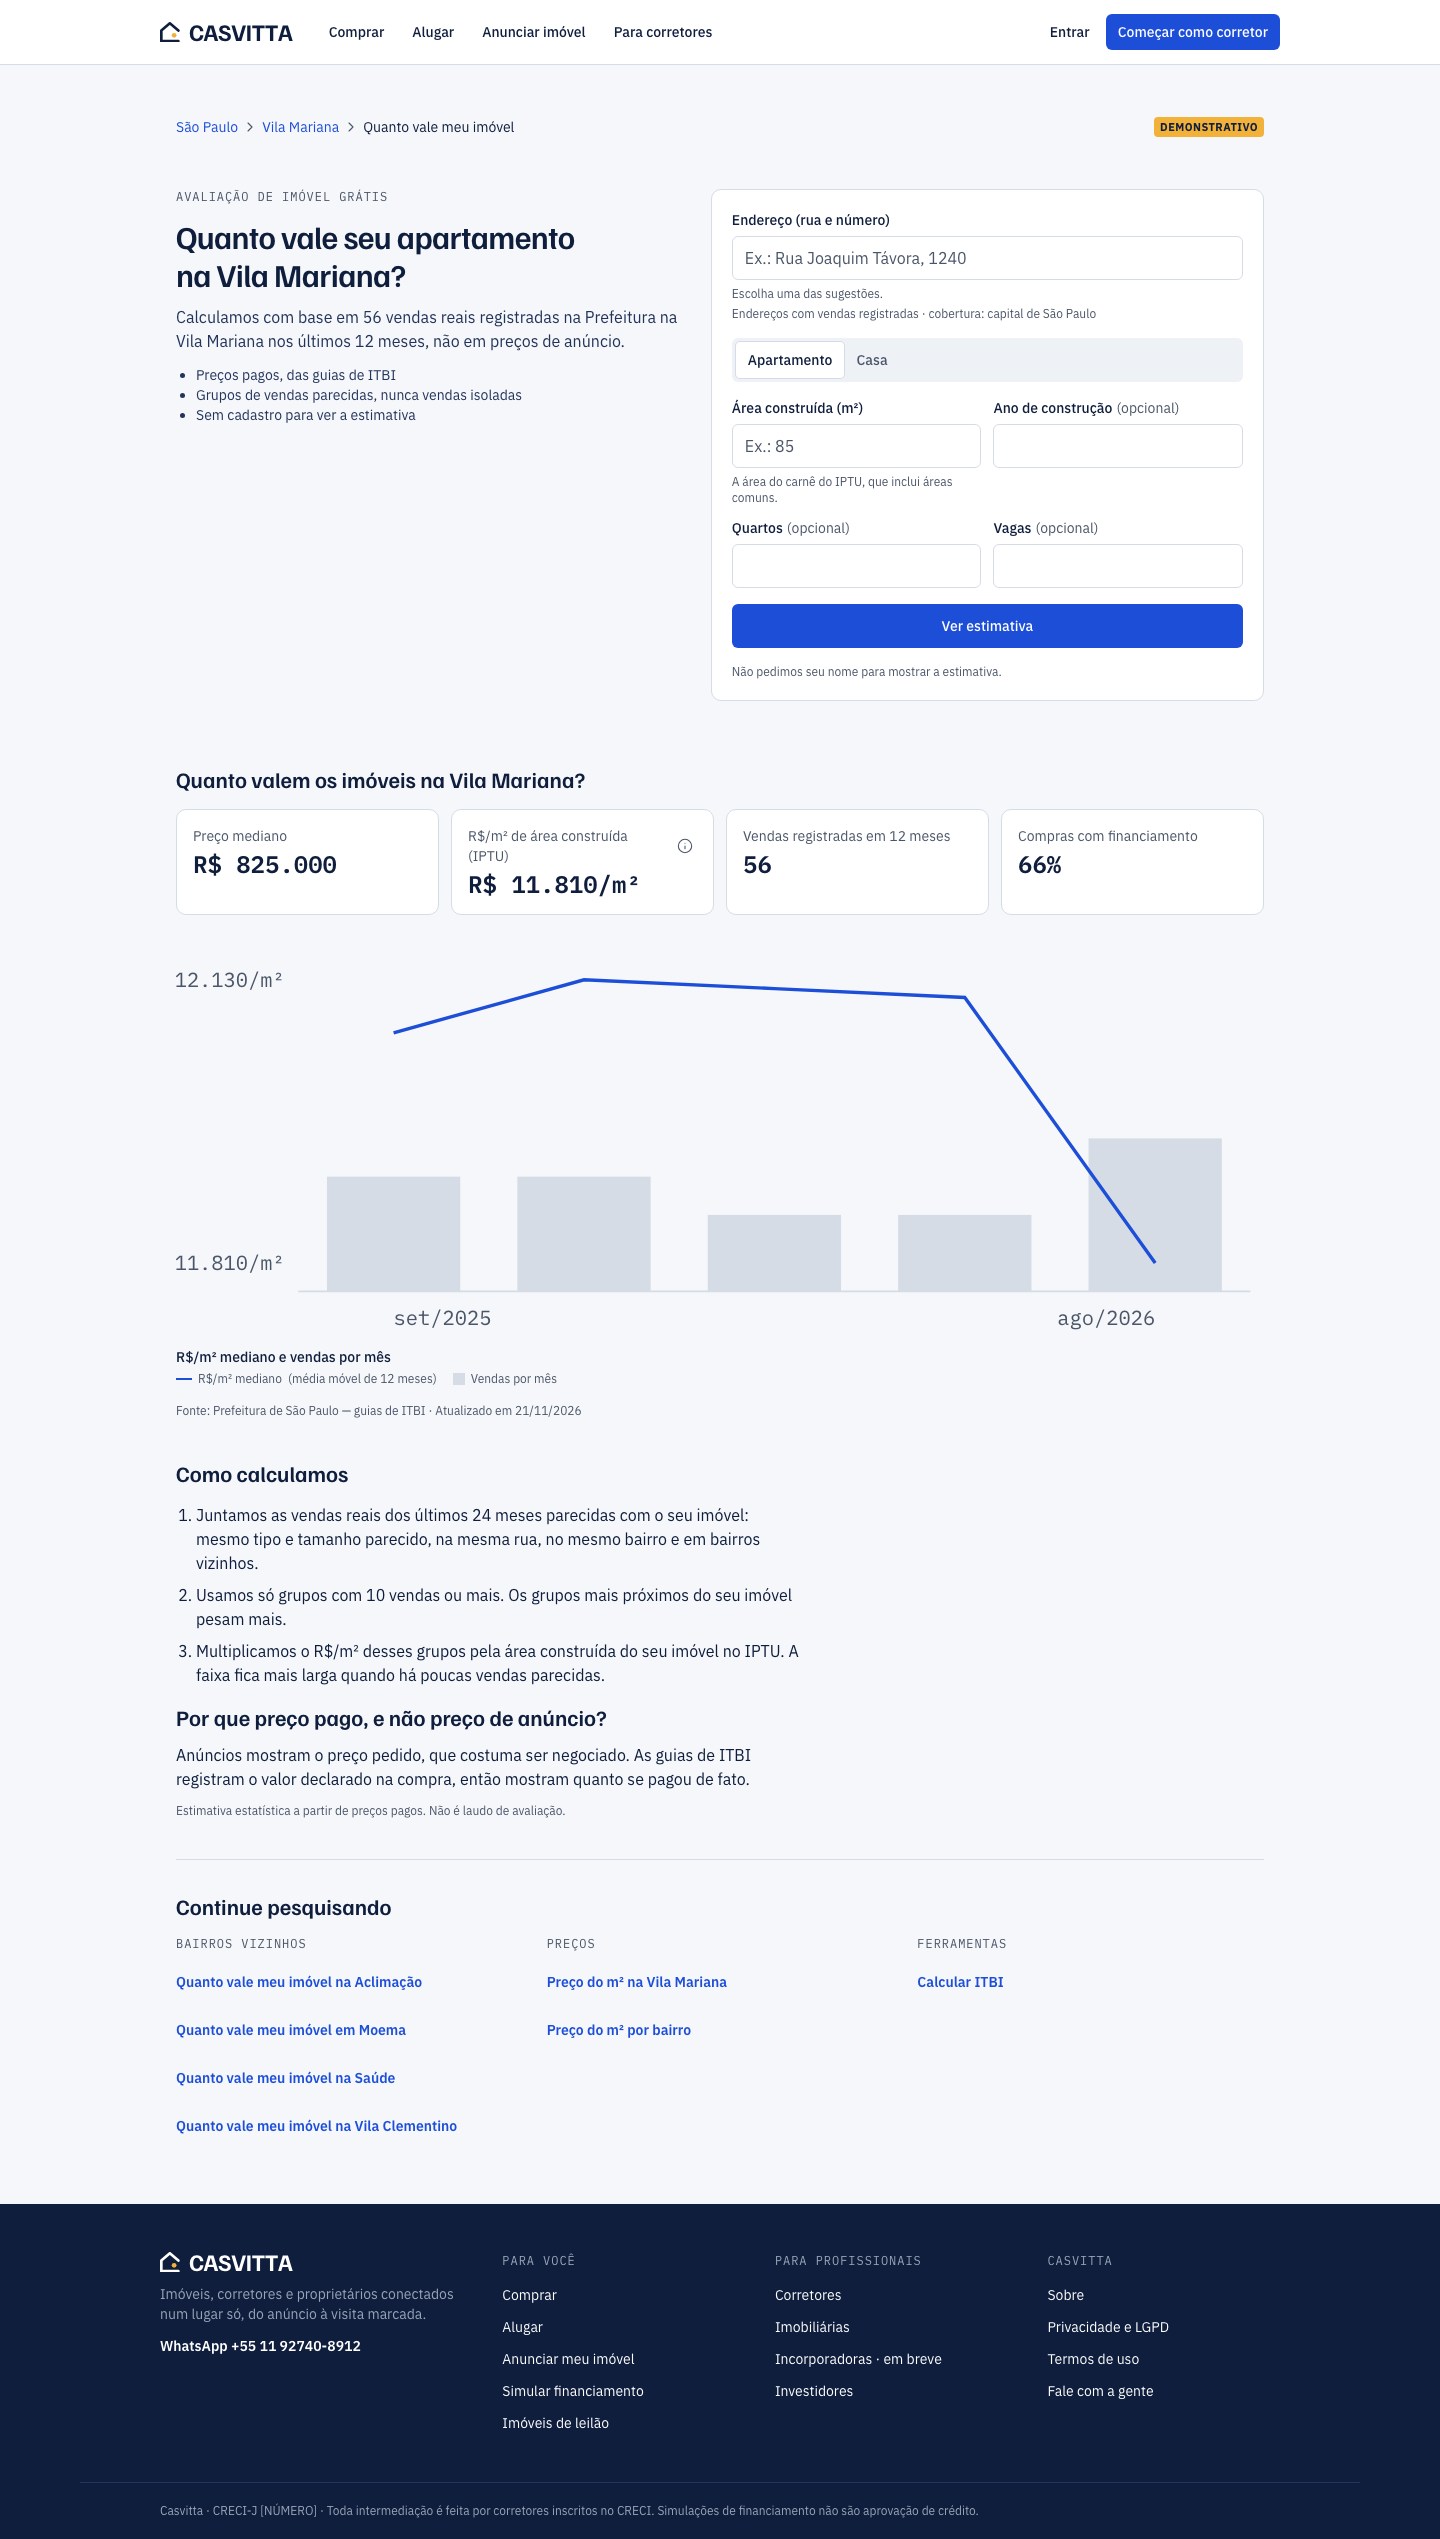 CASVITTA
Comprar
Alugar
Anunciar imóvel
Para corretores
Entrar
Começar como corretor
São Paulo
Vila Mariana
Quanto vale meu imóvel
DEMONSTRATIVO
AVALIAÇÃO DE IMÓVEL GRÁTIS
Quanto vale seu apartamento
na Vila Mariana?
Calculamos com base em 56 vendas reais registradas na Prefeitura na
Vila Mariana nos últimos 12 meses, não em preços de anúncio.
Preços pagos, das guias de ITBI
Grupos de vendas parecidas, nunca vendas isoladas
Sem cadastro para ver a estimativa
Endereço (rua e número)
Ex.: Rua Joaquim Távora, 1240
Escolha uma das sugestões.
Endereços com vendas registradas · cobertura: capital de São Paulo
Apartamento
Casa
Área construída (m²)
Ano de construção (opcional)
Ex.: 85
A área do carnê do IPTU, que inclui áreas
comuns.
Quartos (opcional)
Vagas (opcional)
Ver estimativa
Não pedimos seu nome para mostrar a estimativa.
Quanto valem os imóveis na Vila Mariana?
Preço mediano
R$ 825.000
R$/m² de área construída
(IPTU)
R$ 11.810/m²
Vendas registradas em 12 meses
56
Compras com financiamento
66%
12.130/m²
11.810/m²
set/2025
ago/2026
R$/m² mediano e vendas por mês
R$/m² mediano (média móvel de 12 meses)
Vendas por mês
Fonte: Prefeitura de São Paulo — guias de ITBI · Atualizado em 21/11/2026
Como calculamos
1. Juntamos as vendas reais dos últimos 24 meses parecidas com o seu imóvel:
mesmo tipo e tamanho parecido, na mesma rua, no mesmo bairro e em bairros
vizinhos.
2. Usamos só grupos com 10 vendas ou mais. Os grupos mais próximos do seu imóvel
pesam mais.
3. Multiplicamos o R$/m² desses grupos pela área construída do seu imóvel no IPTU. A
faixa fica mais larga quando há poucas vendas parecidas.
Por que preço pago, e não preço de anúncio?
Anúncios mostram o preço pedido, que costuma ser negociado. As guias de ITBI
registram o valor declarado na compra, então mostram quanto se pagou de fato.
Estimativa estatística a partir de preços pagos. Não é laudo de avaliação.
Continue pesquisando
BAIRROS VIZINHOS
Quanto vale meu imóvel na Aclimação
Quanto vale meu imóvel em Moema
Quanto vale meu imóvel na Saúde
Quanto vale meu imóvel na Vila Clementino
PREÇOS
Preço do m² na Vila Mariana
Preço do m² por bairro
FERRAMENTAS
Calcular ITBI
CASVITTA
Imóveis, corretores e proprietários conectados
num lugar só, do anúncio à visita marcada.
WhatsApp +55 11 92740-8912
PARA VOCÊ
Comprar
Alugar
Anunciar meu imóvel
Simular financiamento
Imóveis de leilão
PARA PROFISSIONAIS
Corretores
Imobiliárias
Incorporadoras · em breve
Investidores
CASVITTA
Sobre
Privacidade e LGPD
Termos de uso
Fale com a gente
Casvitta · CRECI-J [NÚMERO] · Toda intermediação é feita por corretores inscritos no CRECI. Simulações de financiamento não são aprovação de crédito.